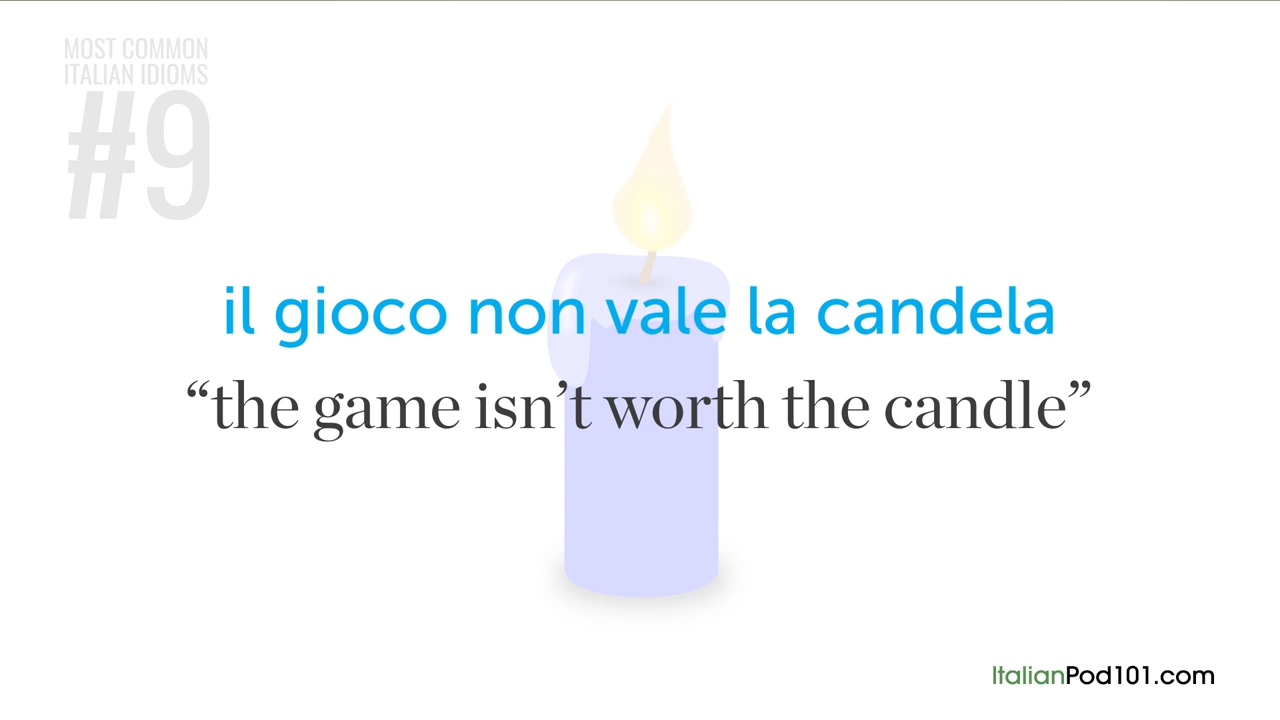 MOST COMMON
ITALIAN IDIOMS
#9
il gioco non vale la candela
“the game isn’t worth the candle”
ItalianPod101.com